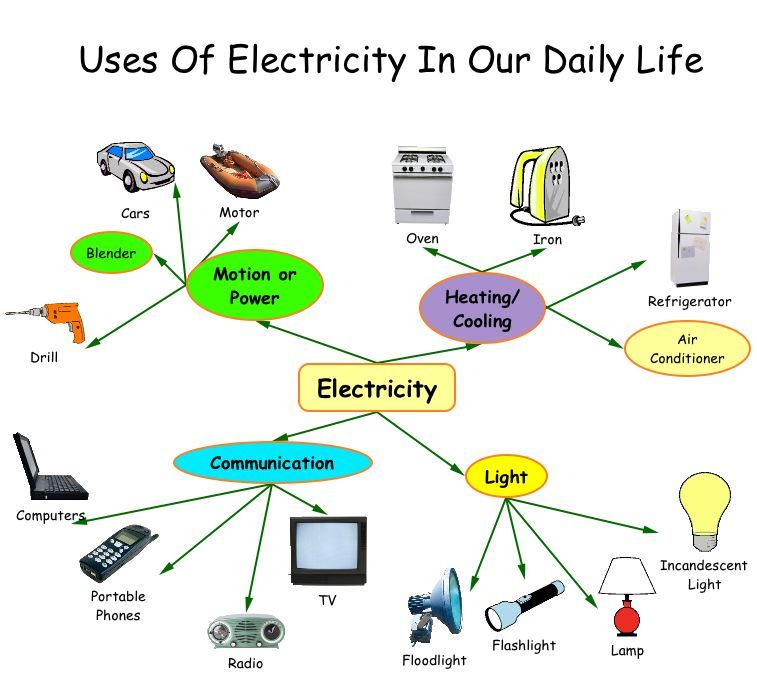 Uses Of Electricity In Our Daily Life
Cars
Motor
Oven
Iron
Blender
Motion or
Power
Heating/
Cooling
Refrigerator
Drill
Air
Conditioner
Electricity
Communication
Light
Computers
Portable
Phones
TV
Radio
Floodlight
Flashlight
Lamp
Incandescent
Light